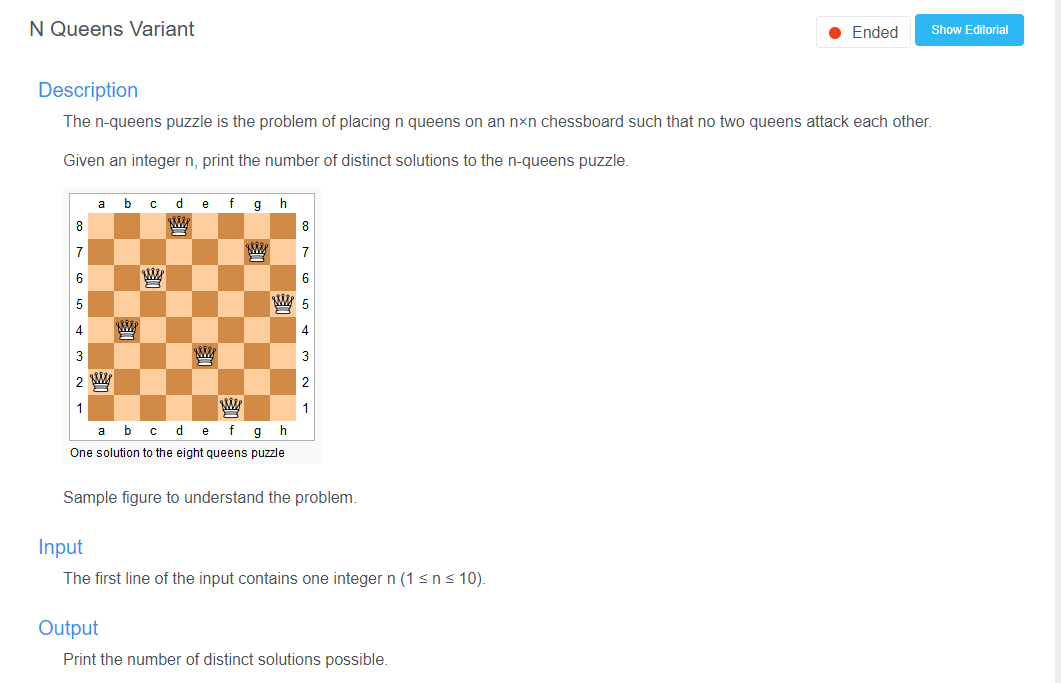 N Queens Variant
Ended
Show Editorial
Description
The n-queens puzzle is the problem of placing n queens on an n×n chessboard such that no two queens attack each other.
Given an integer n, print the number of distinct solutions to the n-queens puzzle.
a b c d e f g h
8 8
7 7
6 6
5 5
4 4
3 3
2 2
1 1
a b c d e f g h
One solution to the eight queens puzzle
Sample figure to understand the problem.
Input
The first line of the input contains one integer n (1 ≤ n ≤ 10).
Output
Print the number of distinct solutions possible.